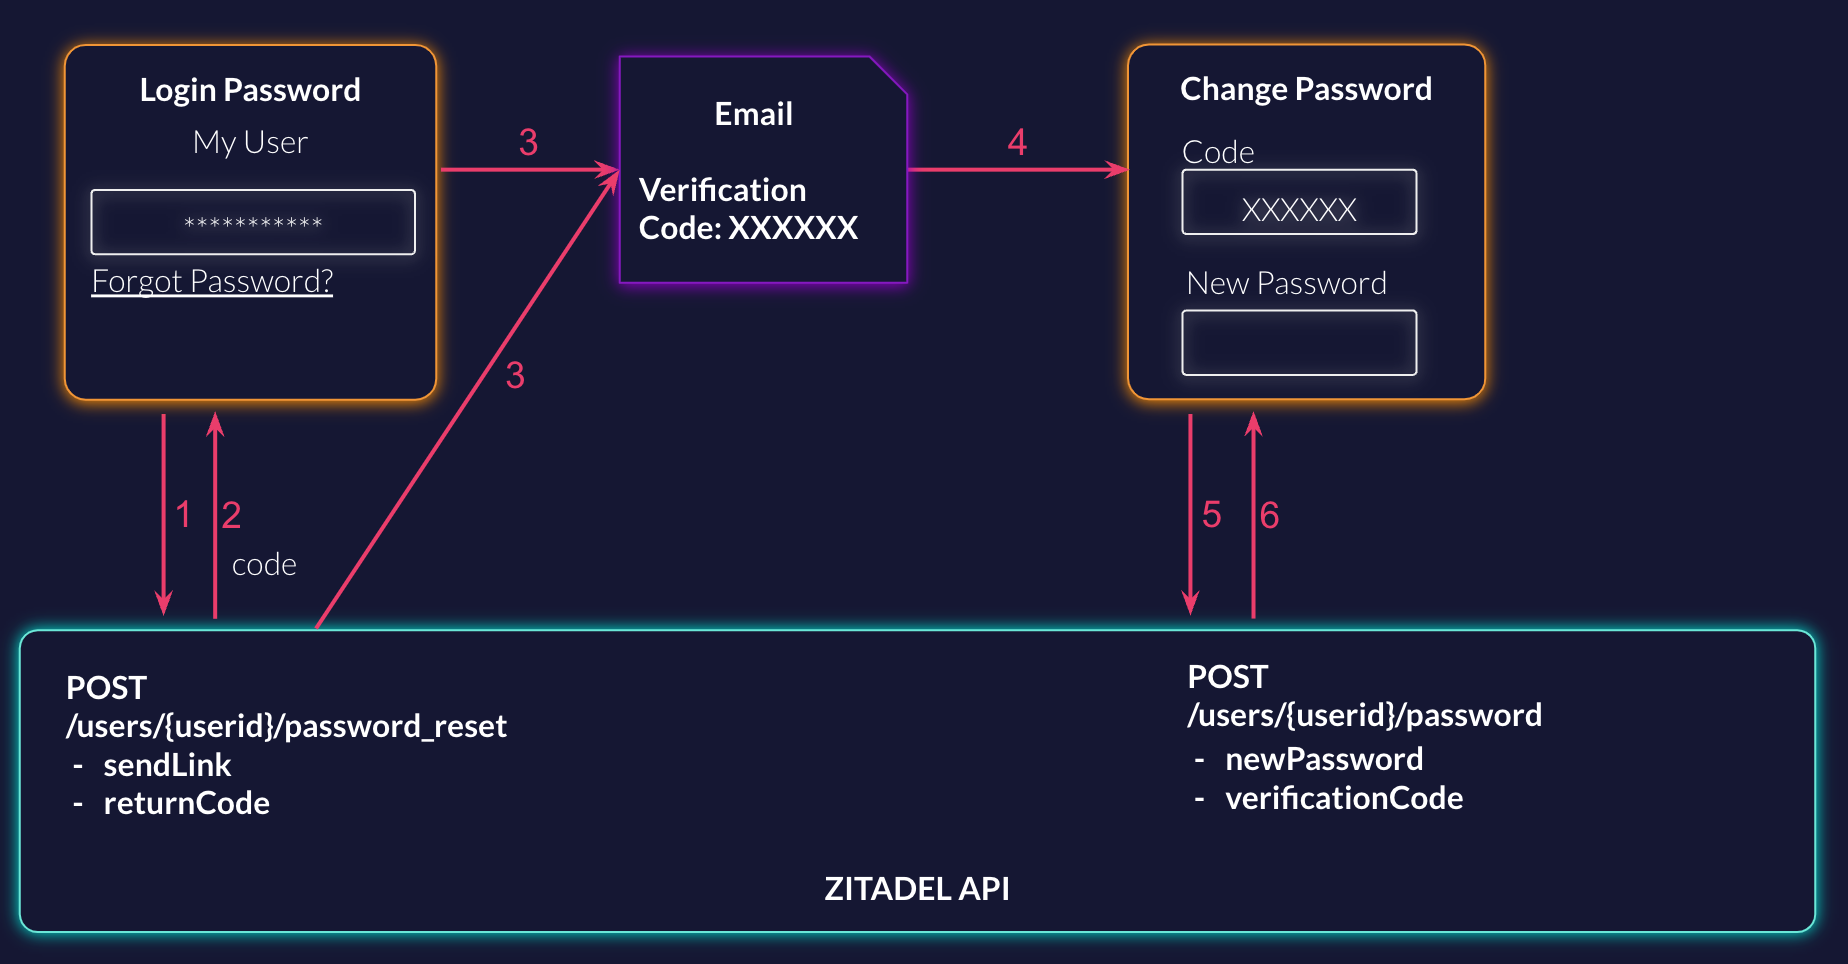 Login Password
My User
***********
Forgot Password?
3
Email
Verification
Code: XXXXXX
4
Change Password
Code
XXXXXX
New Password
3
1
2
code
5
6
POST
/users/{userid}/password_reset
- sendLink
- returnCode
POST
/users/{userid}/password
- newPassword
- verificationCode
ZITADEL API